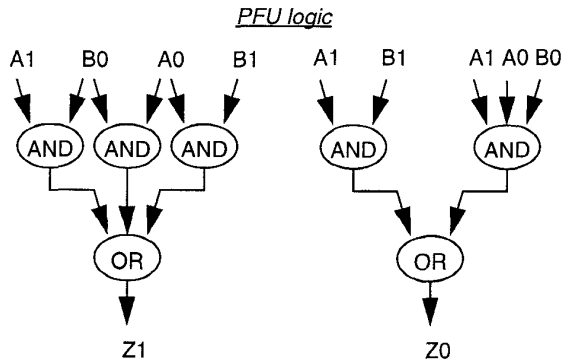 PFU logic
A1 B0 A0 B1 A1 B1 A1 A0 B0
AND AND AND AND AND
OR OR
Z1 Z0